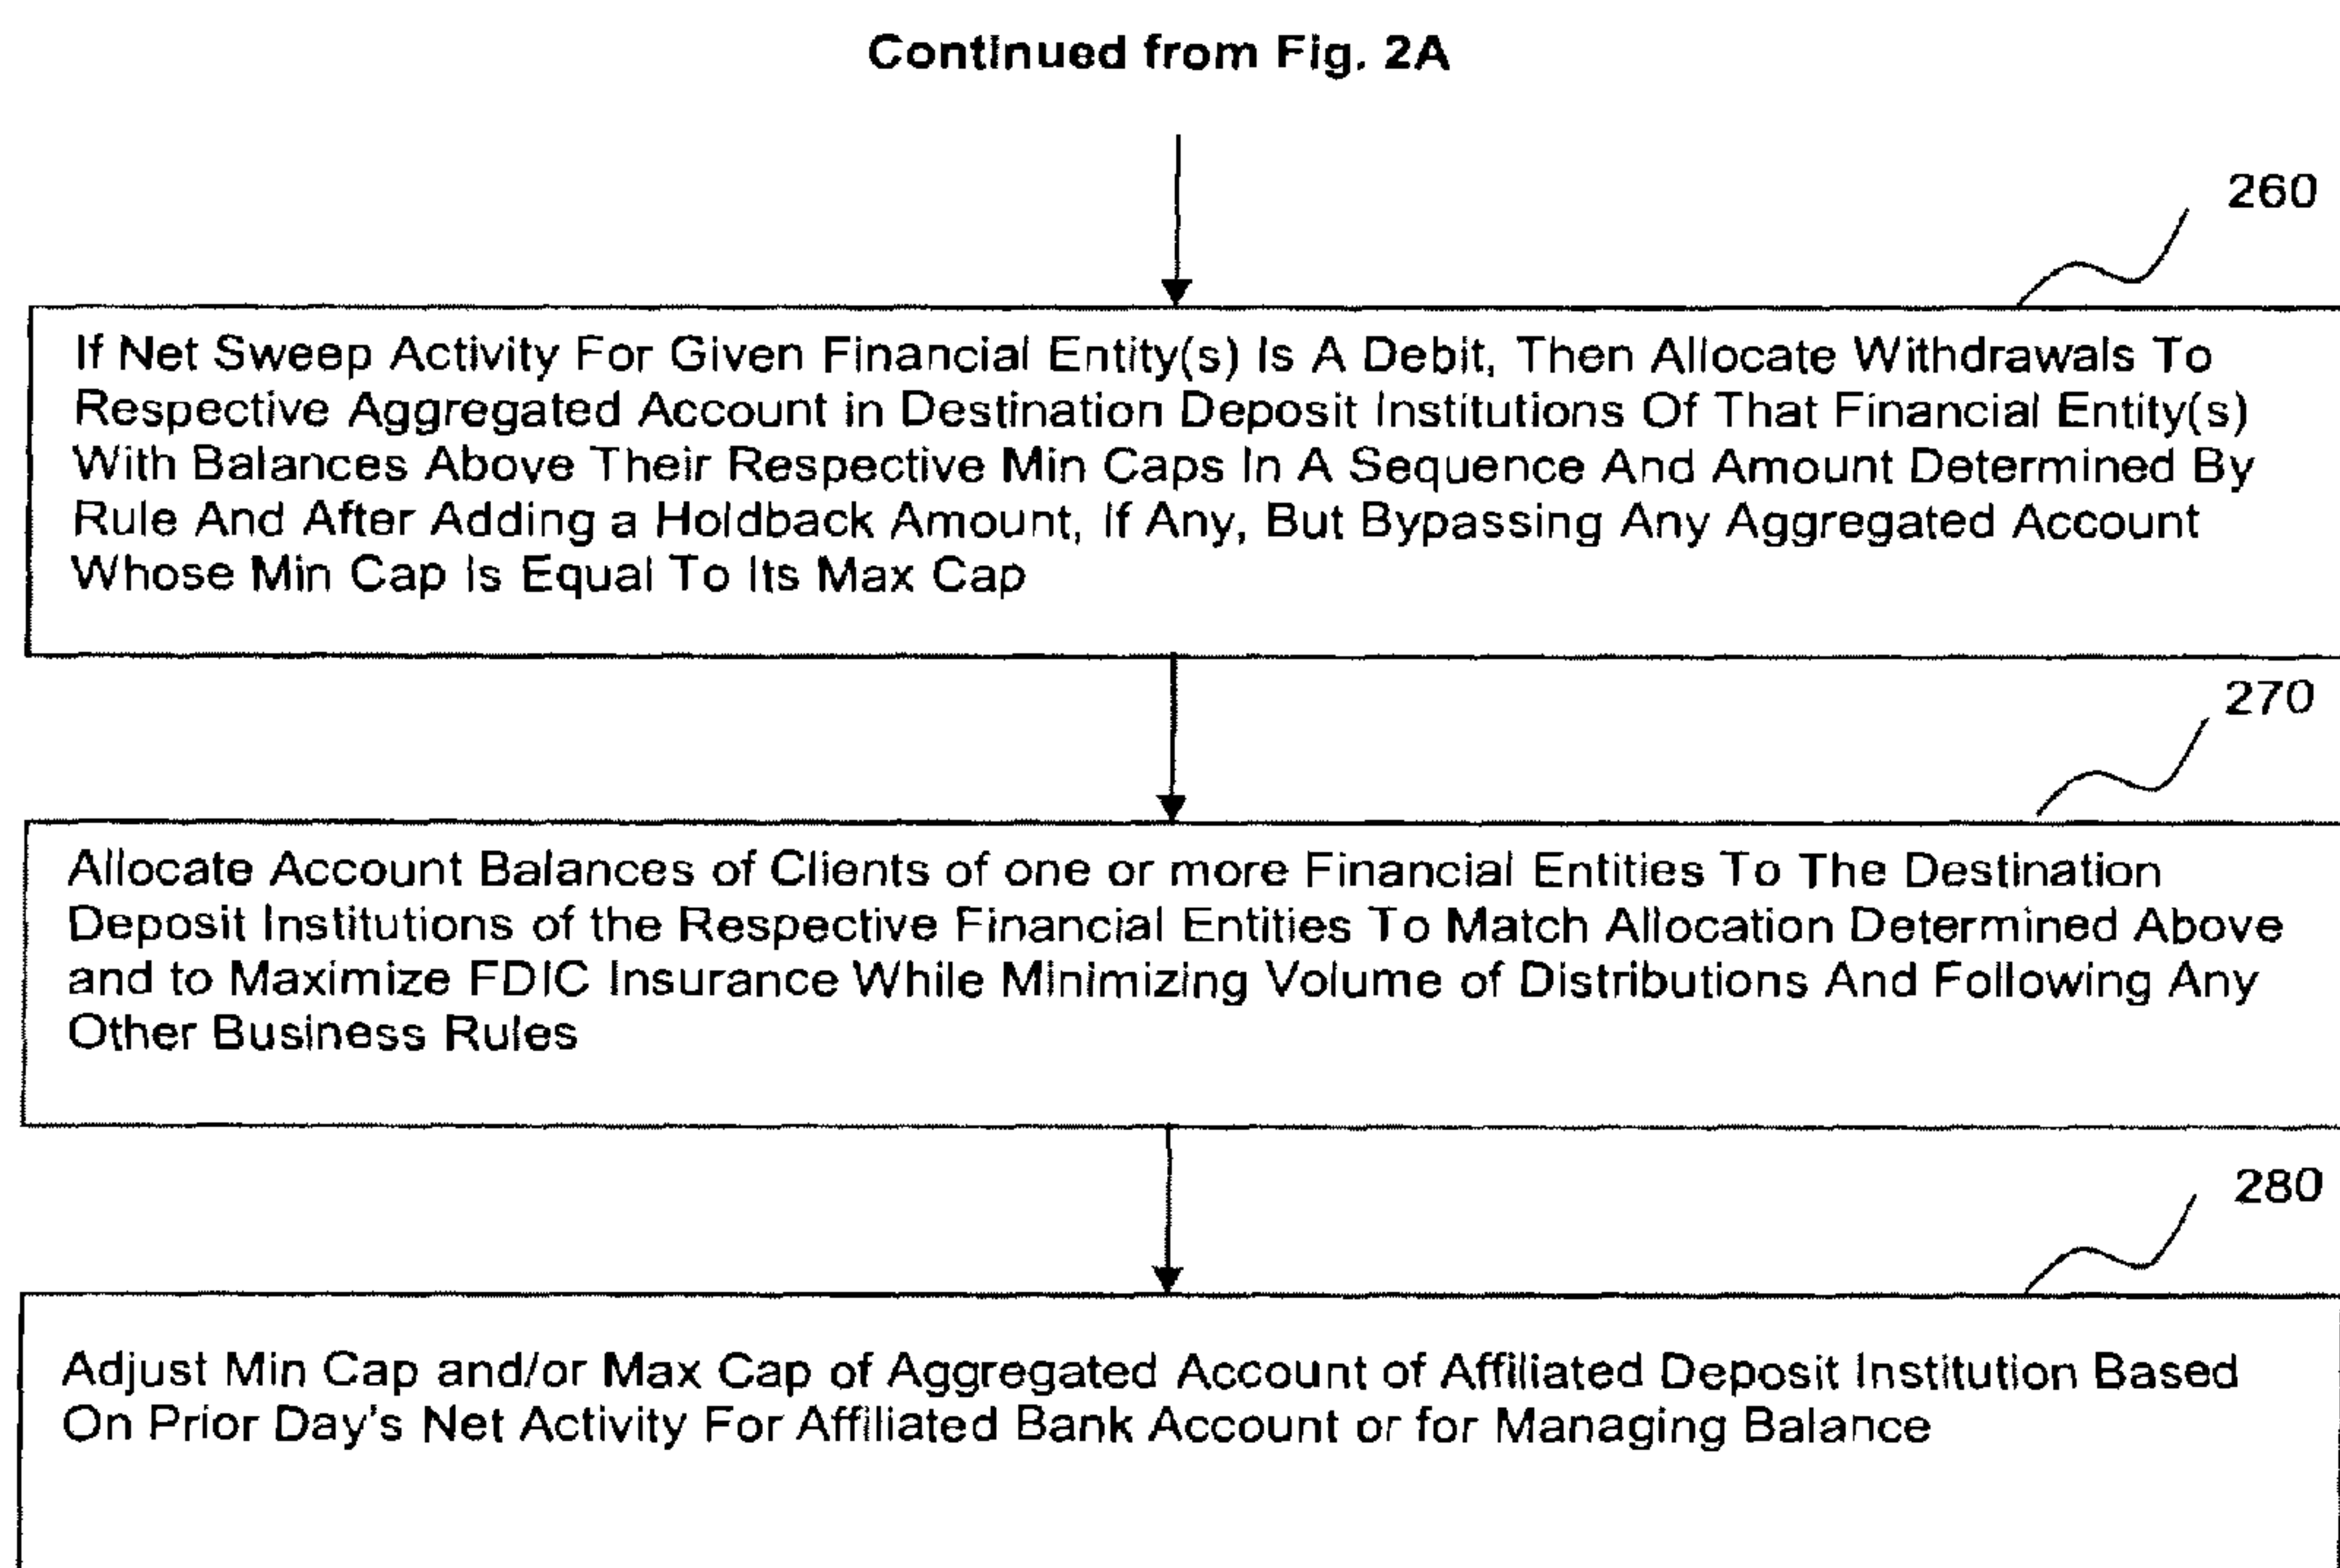 Continued from Fig. 2A
260
If Net Sweep Activity For Given Financial Entity(s) Is A Debit, Then Allocate Withdrawals To
Respective Aggregated Account in Destination Deposit Institutions Of That Financial Entity(s)
With Balances Above Their Respective Min Caps In A Sequence And Amount Determined By
Rule And After Adding a Holdback Amount, If Any, But Bypassing Any Aggregated Account
Whose Min Cap Is Equal To Its Max Cap
270
Allocate Account Balances of Clients of one or more Financial Entities To The Destination
Deposit Institutions of the Respective Financial Entities To Match Allocation Determined Above
and to Maximize FDIC Insurance While Minimizing Volume of Distributions And Following Any
Other Business Rules
280
Adjust Min Cap and/or Max Cap of Aggregated Account of Affiliated Deposit Institution Based
On Prior Day's Net Activity For Affiliated Bank Account or for Managing Balance